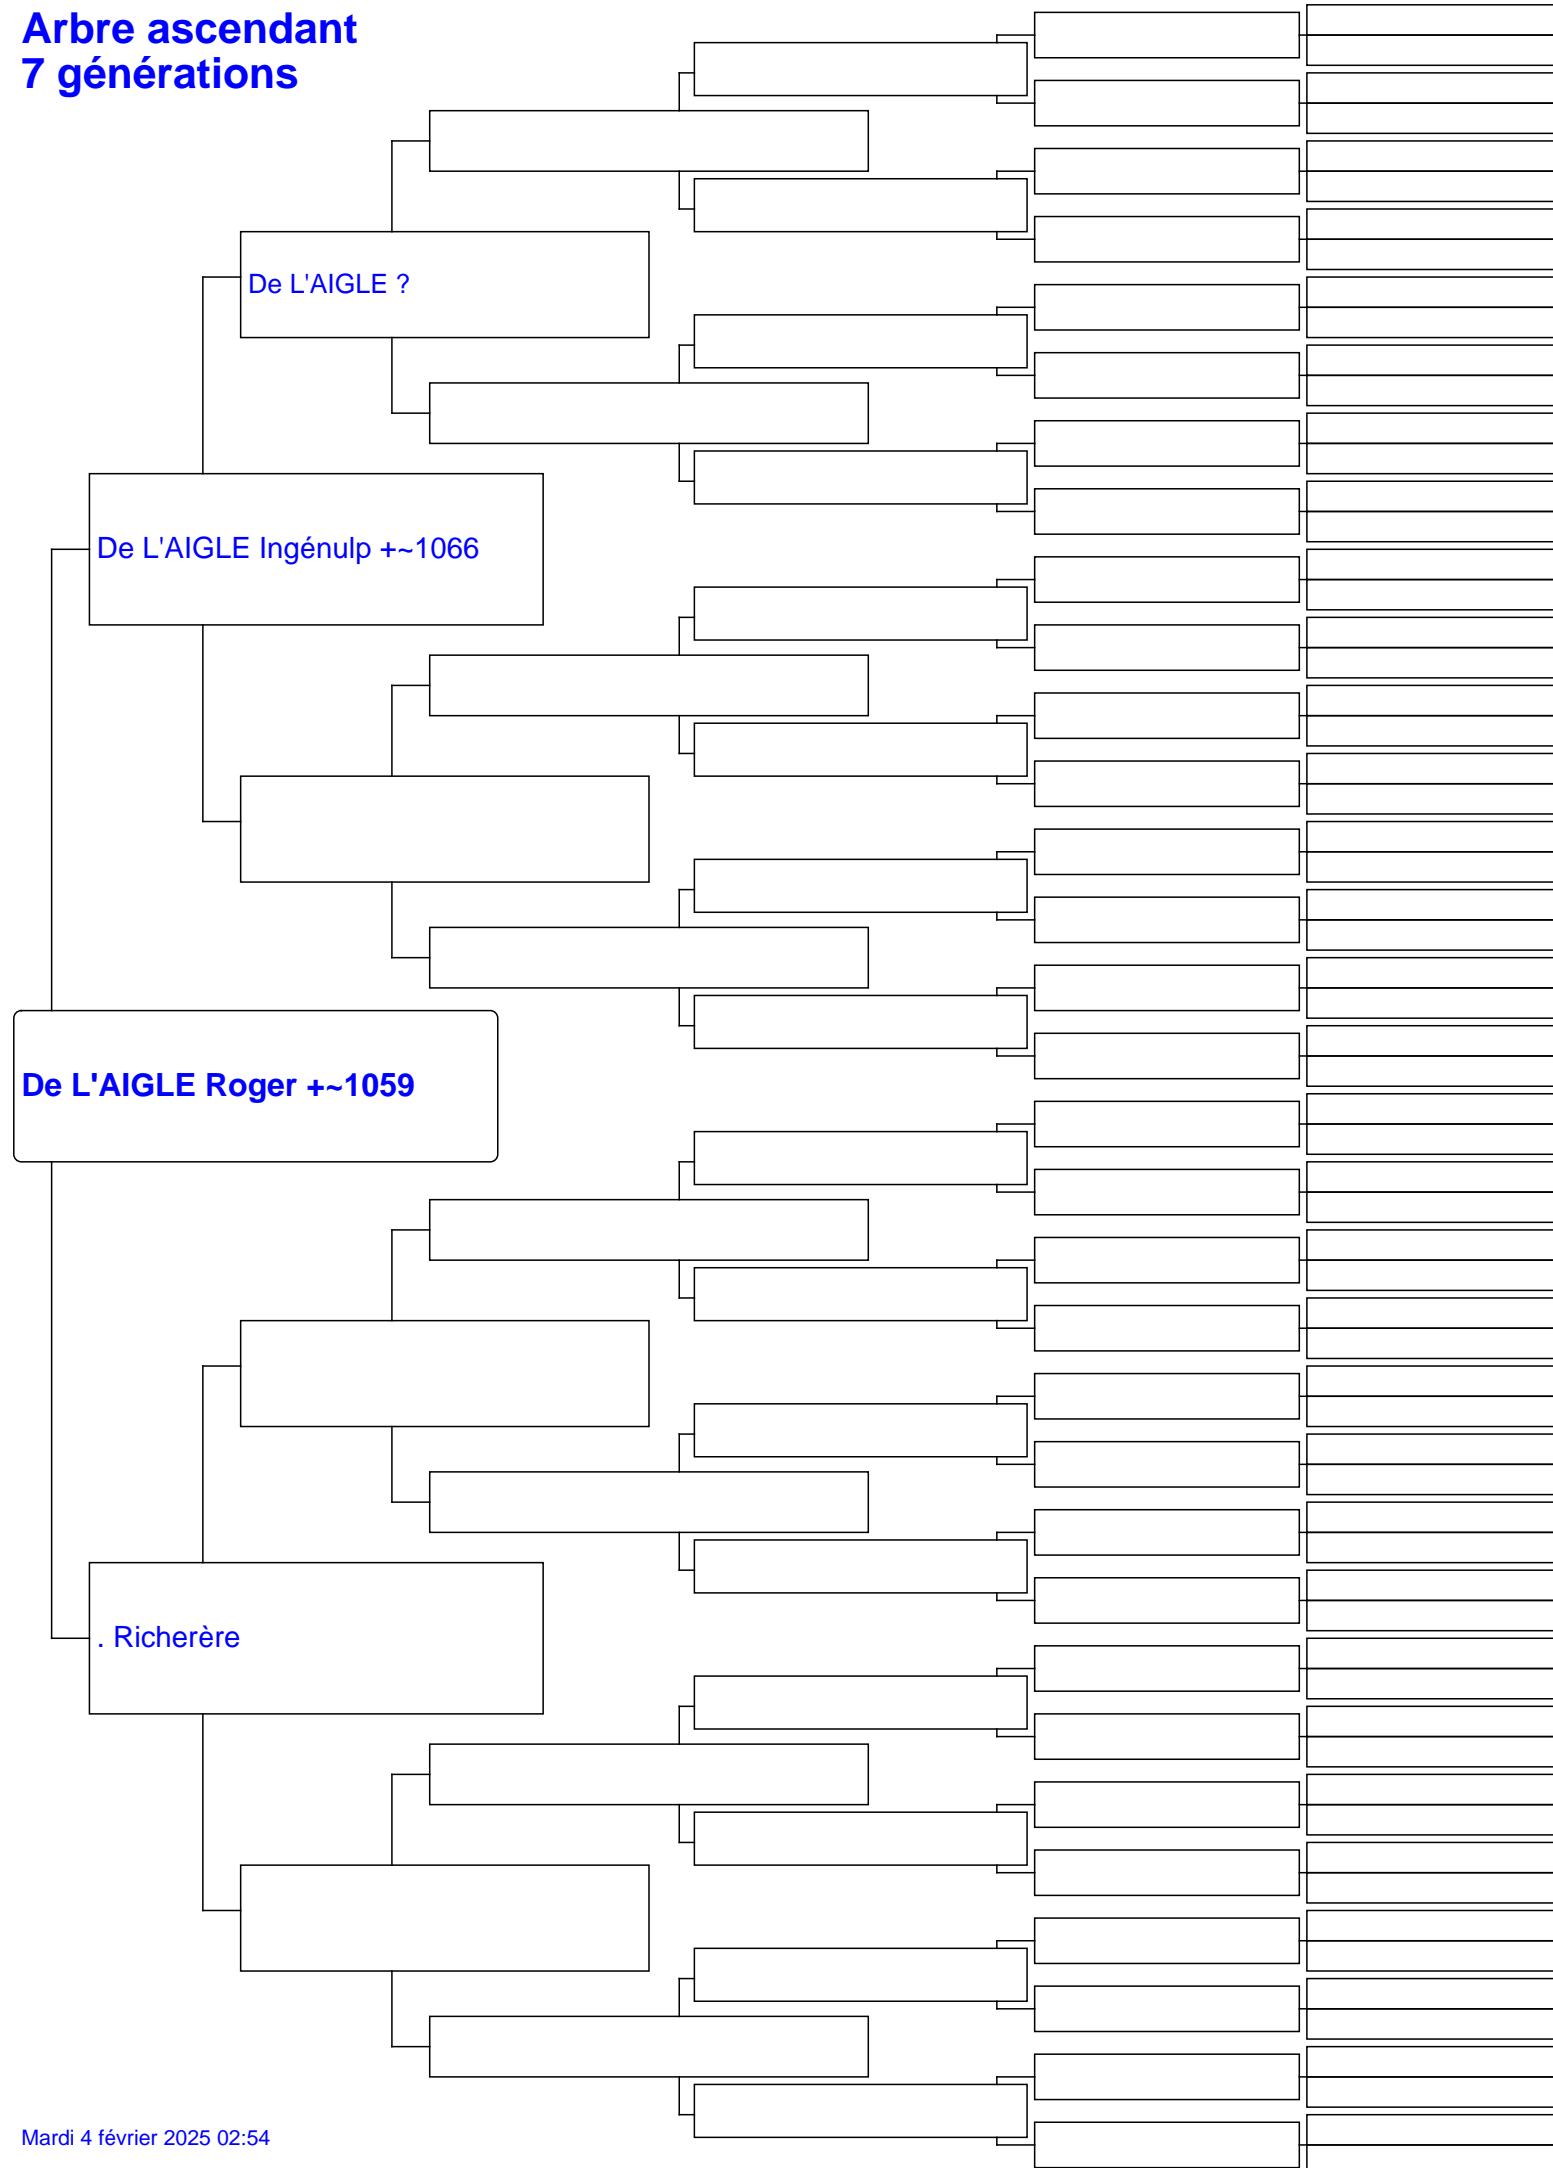 Arbre ascendant
7 générations
De L'AIGLE ?
De L'AIGLE Ingénulp +~1066
De L'AIGLE Roger +~1059
. Richerère
Mardi 4 février 2025 02:54